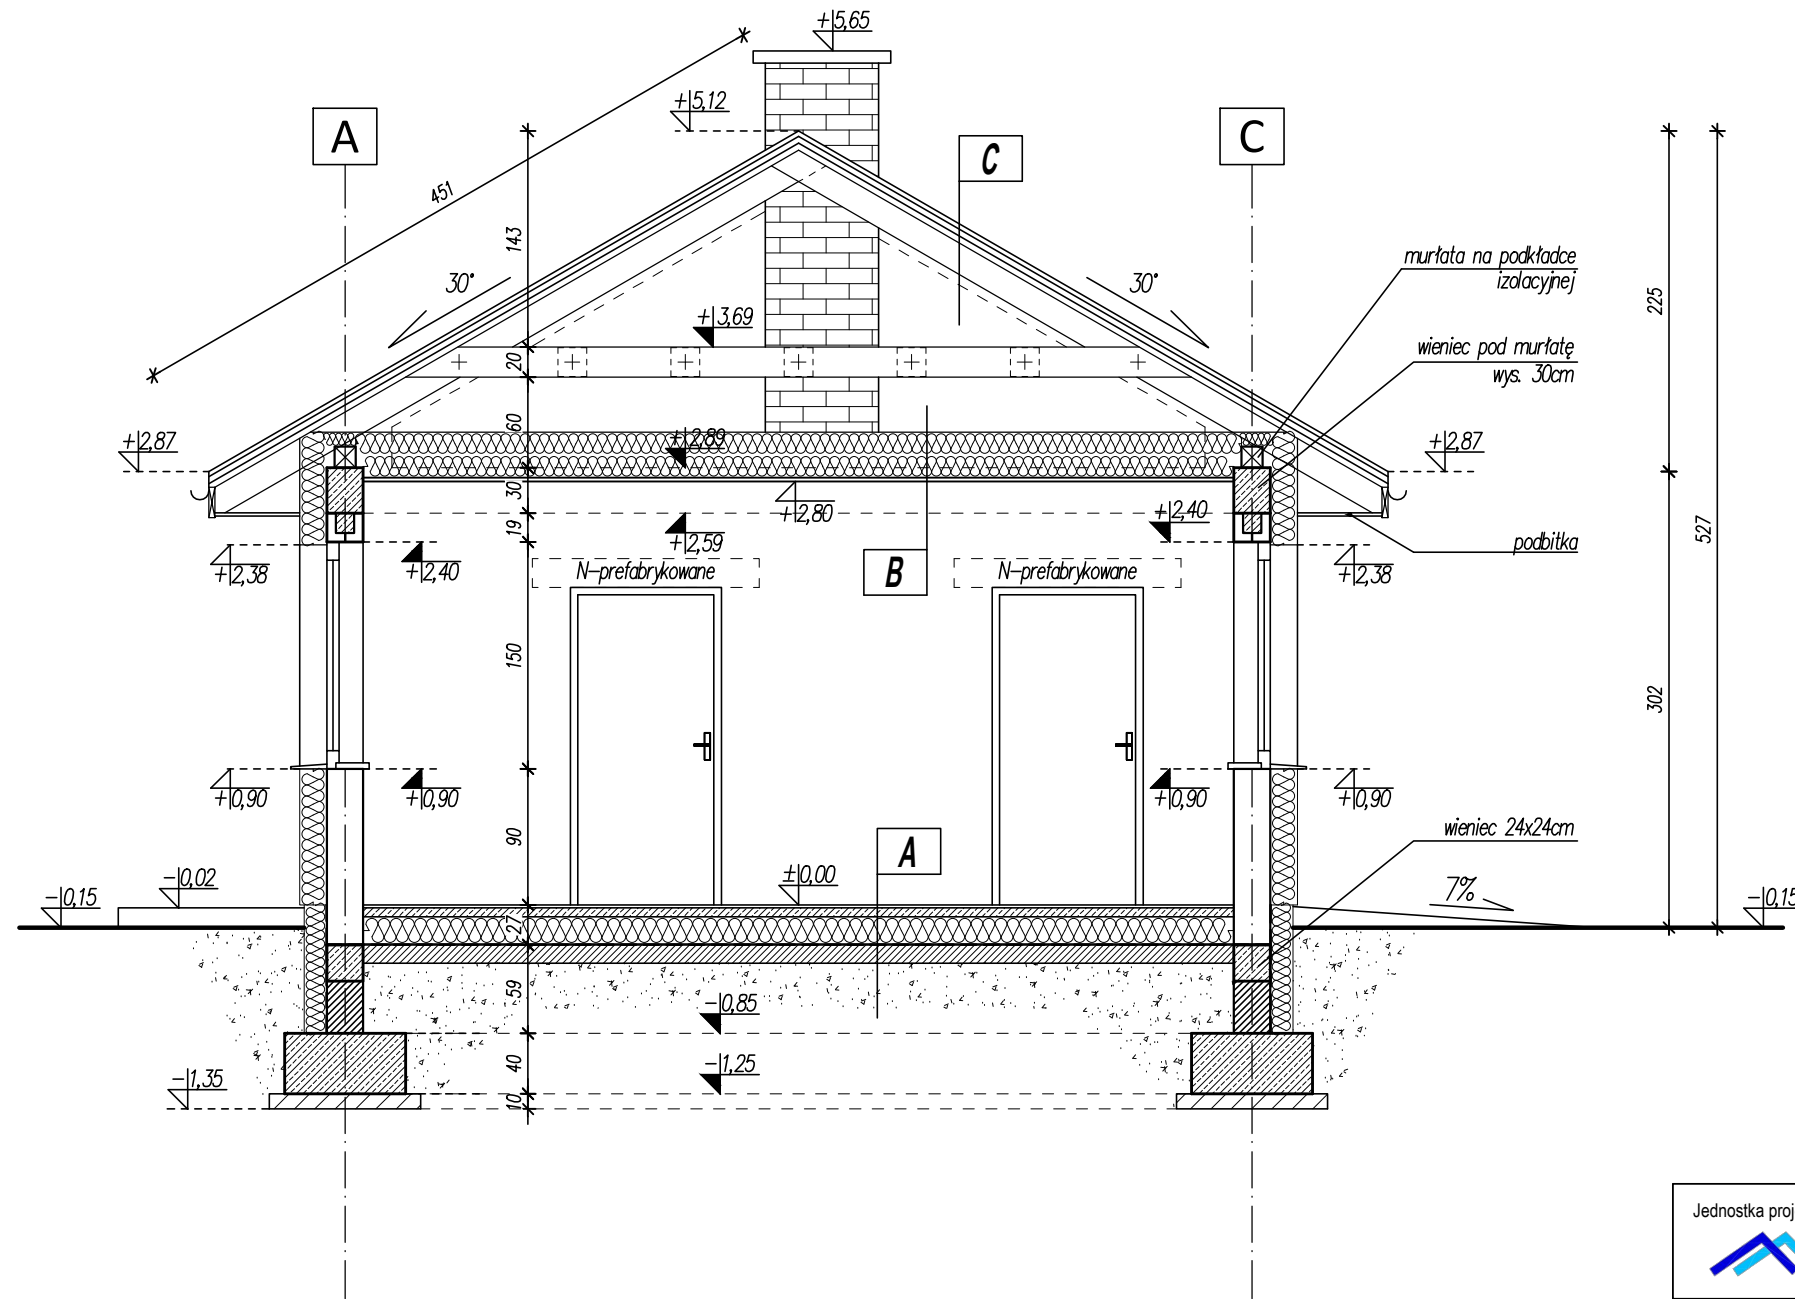 +5,65
+5,12
A
C
C
451
143
30°
30°
murłata na podkładce
izolacyjnej
225
+3,69
wieniec pod murłatę
wys. 30cm
20
60
+2,87
+2,89
+2,87
30
+2,80
+2,40
527
19
+2,59
podbitka
+2,38
+2,40
N-prefabrykowane
B
N-prefabrykowane
+2,38
150
302
+0,90
+0,90
+0,90
+0,90
90
wieniec 24x24cm
A
-0,02
±0,00
7%
-0,15
-0,15
27
59
-0,85
40
-1,25
-1,35
10
Jednostka proj